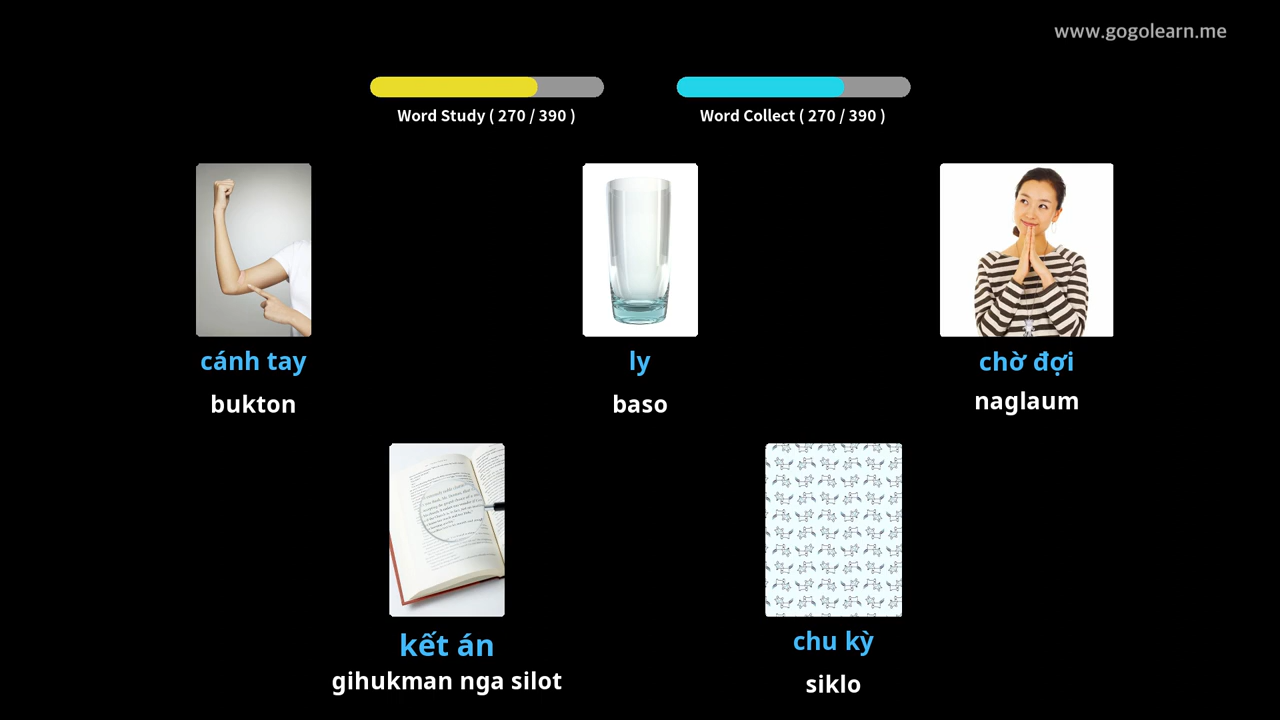 www.gogolearn.me
Word Study ( 270 / 390 )
Word Collect ( 270 / 390 )
cánh tay
ly
chờ đợi
bukton
baso
naglaum
kết án
chu kỳ
gihukman nga silot
siklo